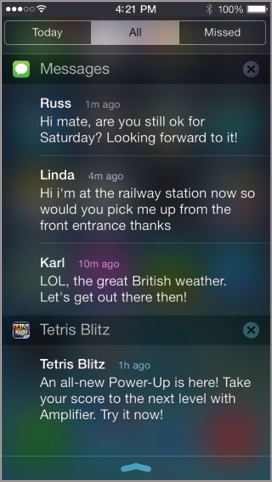 4:21 PM 100%
Today All Missed
Messages
Russ 1m ago
Hi mate, are you still ok for
Saturday? Looking forward to it!
Linda 4m ago
Hi i'm at the railway station now so
would you pick me up from the
front entrance thanks
Karl 10m ago
LOL, the great British weather.
Let's get out there then!
Tetris Blitz
Tetris Blitz 1h ago
An all-new Power-Up is here! Take
your score to the next level with
Amplifier. Try it now!